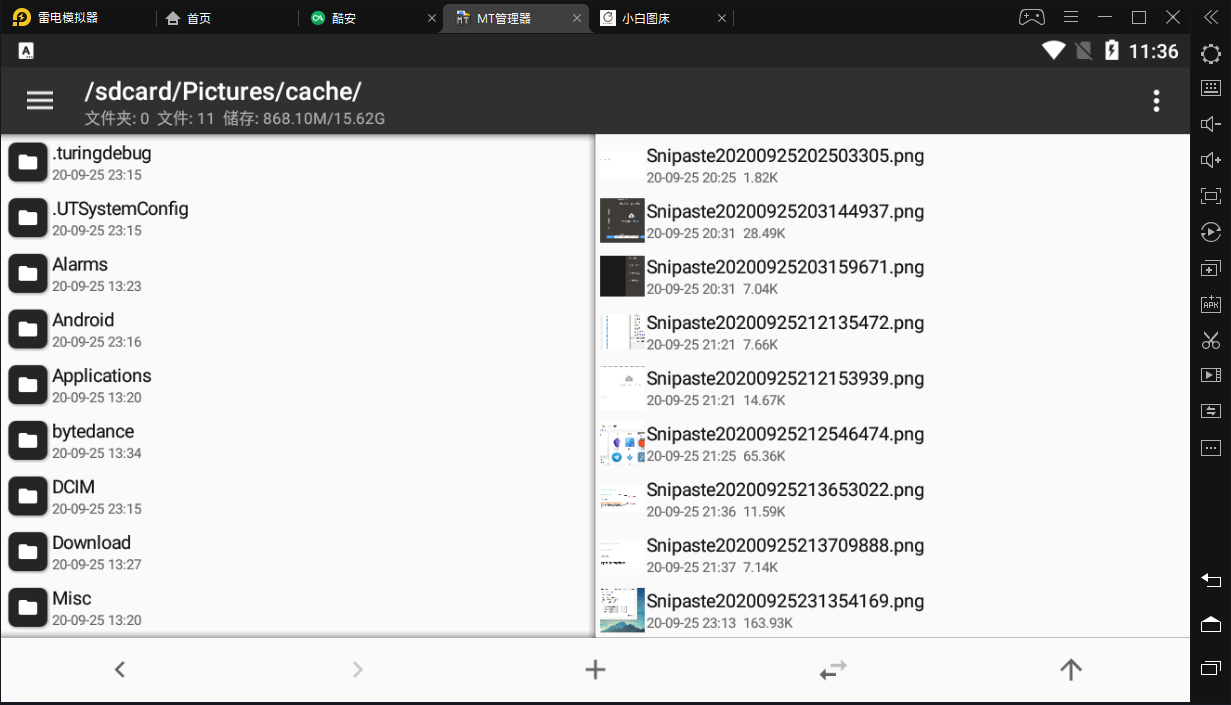 雷电模拟器
首页
酷安
MT管理器
小白图床
11:36
/sdcard/Pictures/cache/
文件夹: 0 文件: 11 储存: 868.10M/15.62G
.turingdebug
20-09-25 23:15
.UTSystemConfig
20-09-25 23:15
Alarms
20-09-25 13:23
Android
20-09-25 23:16
Applications
20-09-25 13:20
bytedance
20-09-25 13:34
DCIM
20-09-25 23:15
Download
20-09-25 13:27
Misc
20-09-25 13:20
Snipaste20200925202503305.png
20-09-25 20:25 1.82K
Snipaste20200925203144937.png
20-09-25 20:31 28.49K
Snipaste20200925203159671.png
20-09-25 20:31 7.04K
Snipaste20200925212135472.png
20-09-25 21:21 7.66K
Snipaste20200925212153939.png
20-09-25 21:21 14.67K
Snipaste20200925212546474.png
20-09-25 21:25 65.36K
Snipaste20200925213653022.png
20-09-25 21:36 11.59K
Snipaste20200925213709888.png
20-09-25 21:37 7.14K
Snipaste20200925231354169.png
20-09-25 23:13 163.93K
APK